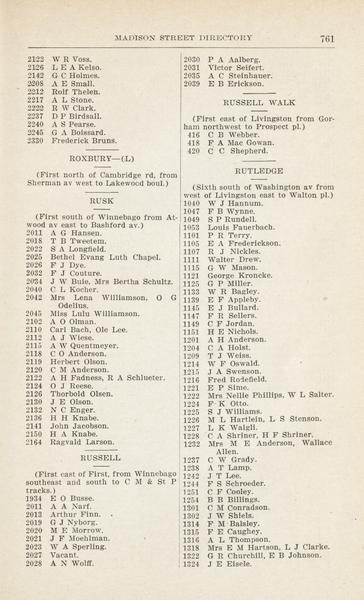 MADISON STREET DIRECTORY 761
2123 W R Voss.
2126 L E A Kelso.
2142 G C Holmes.
2208 A E Small.
2212 Rolf Thelen.
2217 A L Stone.
2222 R W Clark.
2237 D P Birdsall.
2240 A S Pearse.
2245 G A Boissard.
2330 Frederick Bruns.
ROXBURY—(L)
(First north of Cambridge rd, from
Sherman av west to Lakewood boul.)
RUSK
(First south of Winnebago from At-
wood av east to Bashford av.)
2011 A G Hansen.
2018 T B Tweetem.
2022 S A Longfield.
2025 Bethel Evang Luth Chapel.
2026 F J Dye.
2032 F J Couture.
2034 J W Buie, Mrs Bertha Schultz.
2040 C L Kocher.
2042 Mrs Lena Williamson, O G
Odelius.
2045 Miss Lulu Williamson.
2102 A O Olman.
2110 Carl Bach, Ole Lee.
2112 A J Wiese.
2115 A W Quentmeyer.
2118 C O Anderson.
2119 Herbert Olson.
2120 C M Anderson.
2122 A H Fadness, R A Schlueter.
2124 O J Reese.
2126 Thorbold Olsen.
2130 J E Olson.
2132 N C Enger.
2136 H H Knabe.
2141 John Jacobson.
2150 H A Knabe.
2164 Ragvald Larson.
RUSSELL
(First east of First, from Winnebago
southeast and south to C M & St P
tracks.)
1934 E O Busse.
2011 A A Narf.
2013 Arthur Finn.
2019 G J Nyborg.
2020 M E Morrow.
2021 J F Moehlman.
2023 W A Sperling.
2027 Vacant.
2028 A N Wolff.
2030 P A Aalberg.
2031 Victor Seifert.
2035 A C Steinhauer.
2039 E B Erickson.
RUSSELL WALK
(First east of Livingston from Gor-
ham northwest to Prospect pl.)
416 C B Webber.
418 F A Mac Gowan.
420 C C Shepherd.
RUTLEDGE
(Sixth south of Washington av from
west of Livingston east to Walton pl.)
1040 W J Hannum.
1047 F B Wynne.
1049 S P Rundell.
1053 Louis Fauerbach.
1101 P R Terry.
1105 E A Frederickson.
1107 R J Nickles.
1111 Walter Drew.
1115 G W Mason.
1121 George Kroncke.
1125 G P Miller.
1133 W R Bagley.
1139 E F Appleby.
1145 E J Bullard.
1147 F R Sellers.
1149 C F Jordan.
1151 H E Nichols.
1201 A H Anderson.
1204 C A Holst.
1209 T J Weiss.
1214 W F Oswald.
1215 J A Swenson.
1216 Fred Rodefield.
1221 E P Sime.
1222 Mrs Nellie Phillips, W L Salter.
1224 F K Otto.
1225 S J Williams.
1226 M L Hartlein, L S Stenson.
1227 L K Walgli.
1228 C A Shriner, H F Shriner.
1232 Mrs M E Anderson, Wallace
Allen.
1237 C W Grady.
1238 A T Lamp.
1242 J T Lee.
1244 F S Schroeder.
1251 C F Cooley.
1254 B B Billings.
1301 C M Conradson.
1302 J W Shiels.
1314 F M Balsley.
1315 F E Caughey.
1316 A L Thompson.
1318 Mrs E M Hartson, L J Clarke.
1322 G R Churchill, E B Johnson.
1324 J E Eisele.